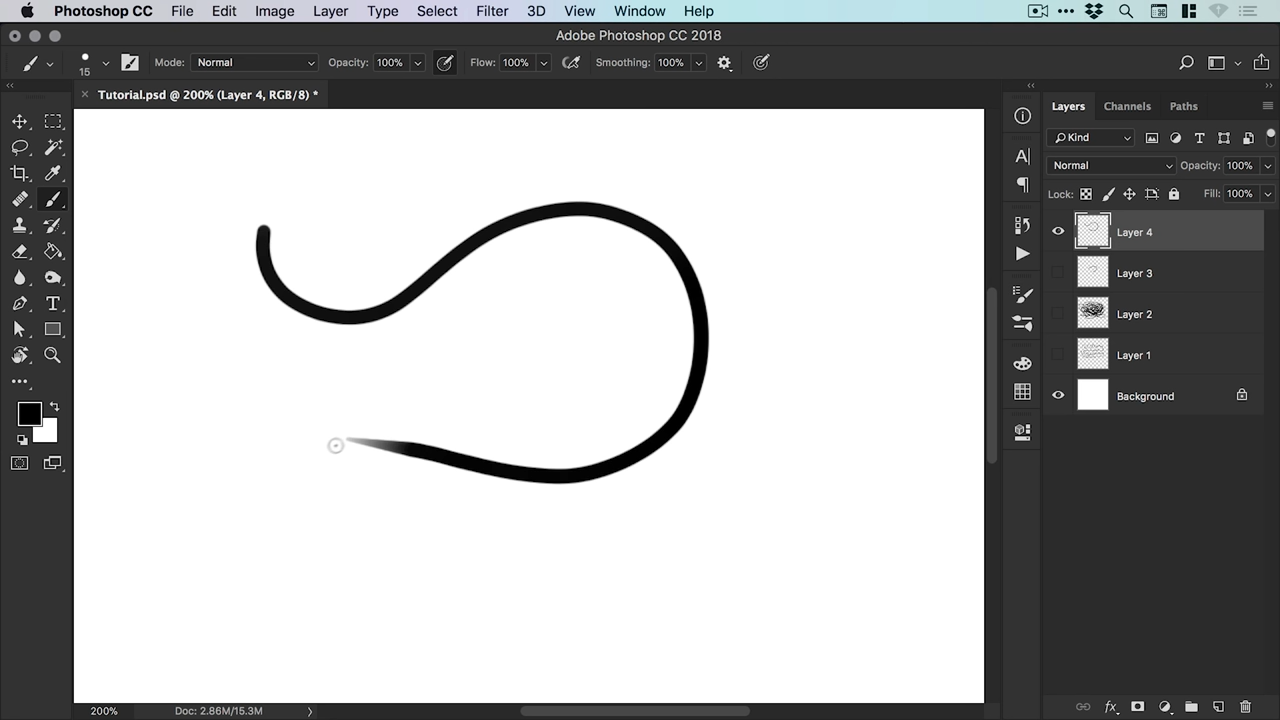 Photoshop CC File Edit Image Layer Type Select Filter 3D View Window Help
Adobe Photoshop CC 2018
15 Mode: Normal Opacity: 100% Flow: 100% Smoothing: 100%
× Tutorial.psd @ 200% (Layer 4, RGB/8) *
Layers Channels Paths
Kind
Normal Opacity: 100%
Lock: Fill: 100%
Layer 4
Layer 3
Layer 2
Layer 1
Background
200% Doc: 2.86M/15.3M